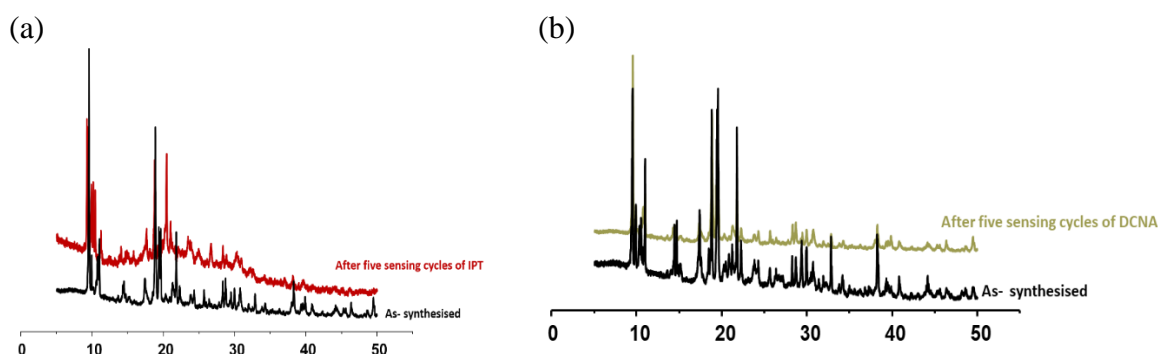 (a)
After five sensing cycles of IPT
As- synthesised
0 10 20 30 40 50
(b)
After five sensing cycles of DCNA
As- synthesised
0 10 20 30 40 50